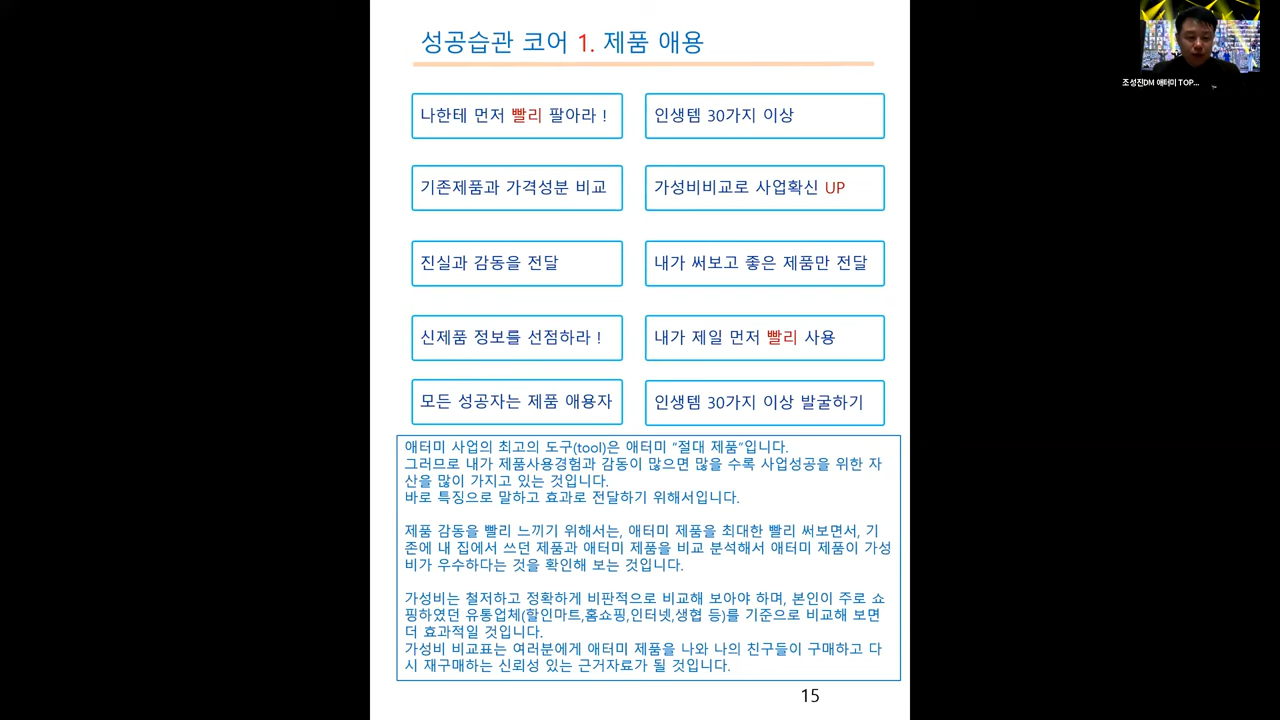 성공습관 코어 1. 제품 애용
조성진DM 애터미 TOP...
나한테 먼저 빨리 팔아라 !
인생템 30가지 이상
기존제품과 가격성분 비교
가성비비교로 사업확신 UP
진실과 감동을 전달
내가 써보고 좋은 제품만 전달
신제품 정보를 선점하라 !
내가 제일 먼저 빨리 사용
모든 성공자는 제품 애용자
인생템 30가지 이상 발굴하기
애터미 사업의 최고의 도구(tool)은 애터미 “절대 제품”입니다.
그러므로 내가 제품사용경험과 감동이 많으면 많을 수록 사업성공을 위한 자
산을 많이 가지고 있는 것입니다.
바로 특징으로 말하고 효과로 전달하기 위해서입니다.
제품 감동을 빨리 느끼기 위해서는, 애터미 제품을 최대한 빨리 써보면서, 기
존에 내 집에서 쓰던 제품과 애터미 제품을 비교 분석해서 애터미 제품이 가성
비가 우수하다는 것을 확인해 보는 것입니다.
가성비는 철저하고 정확하게 비판적으로 비교해 보아야 하며, 본인이 주로 쇼
핑하였던 유통업체(할인마트,홈쇼핑,인터넷,생협 등)를 기준으로 비교해 보면
더 효과적일 것입니다.
가성비 비교표는 여러분에게 애터미 제품을 나와 나의 친구들이 구매하고 다
시 재구매하는 신뢰성 있는 근거자료가 될 것입니다.
15